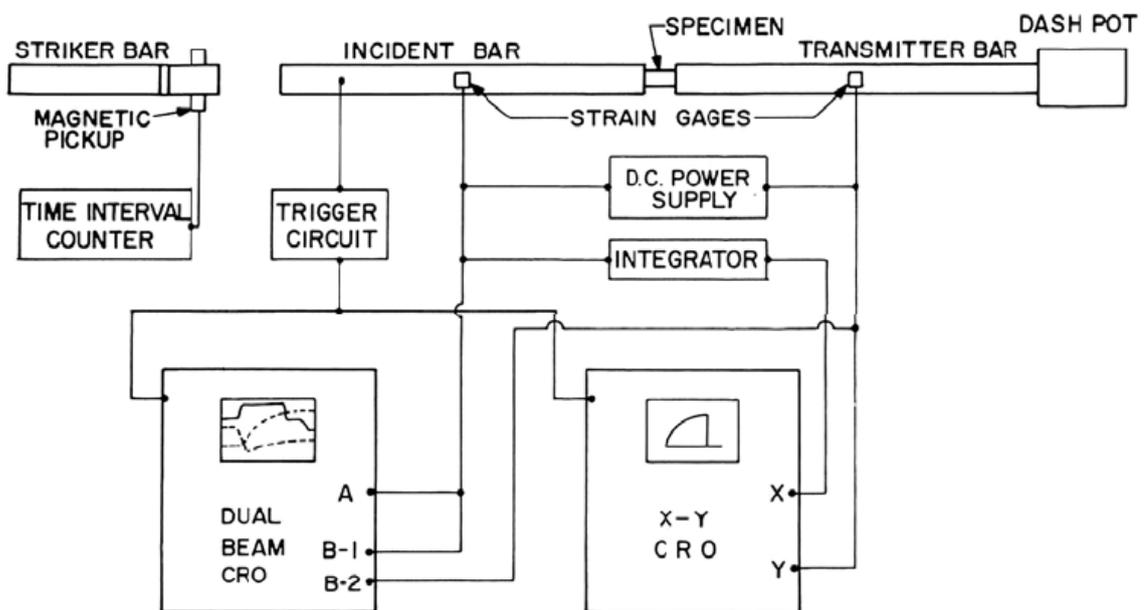 STRIKER BAR
INCIDENT BAR
SPECIMEN
TRANSMITTER BAR
DASH POT
MAGNETIC
PICKUP
STRAIN GAGES
TIME INTERVAL
COUNTER
TRIGGER
CIRCUIT
D.C. POWER
SUPPLY
INTEGRATOR
DUAL
BEAM
CRO
A
B-1
B-2
X-Y
CRO
X
Y